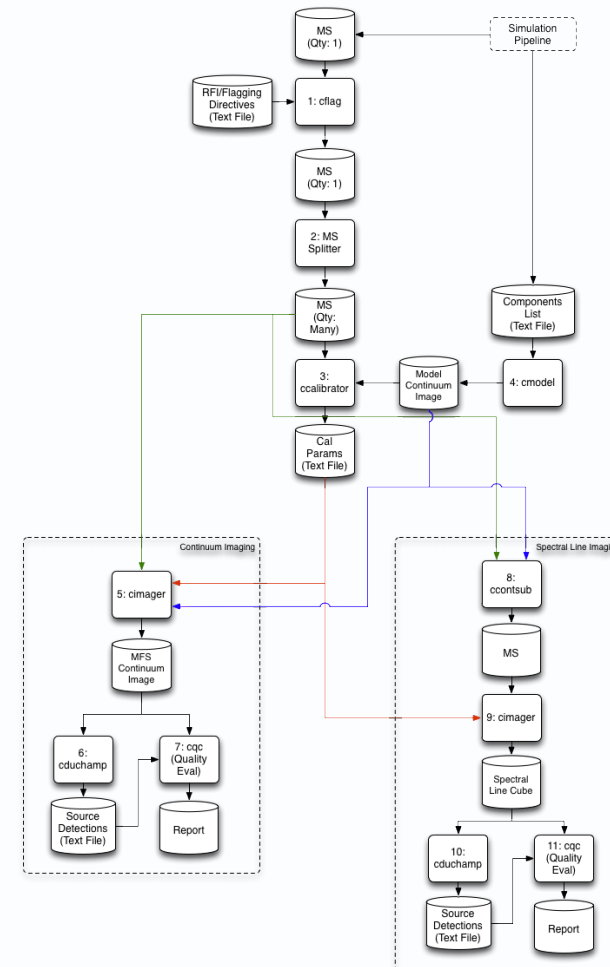 MS
(Qty: 1)
Simulation
Pipeline
RFI/Flagging
Directives
(Text File)
1: cflag
MS
(Qty: 1)
2: MS
Splitter
MS
(Qty:
Many)
Components
List
(Text File)
3:
ccalibrator
Model
Continuum
Image
4: cmodel
Cal
Params
(Text File)
Continuum Imaging
Spectral Line Imagi
5: cimager
8:
ccontsub
MFS
Continuum
Image
MS
9: cimager
6:
cduchamp
7: cqc
(Quality
Eval)
Spectral
Line Cube
Source
Detections
(Text File)
Report
10:
cduchamp
11: cqc
(Quality
Eval)
Source
Detections
(Text File)
Report